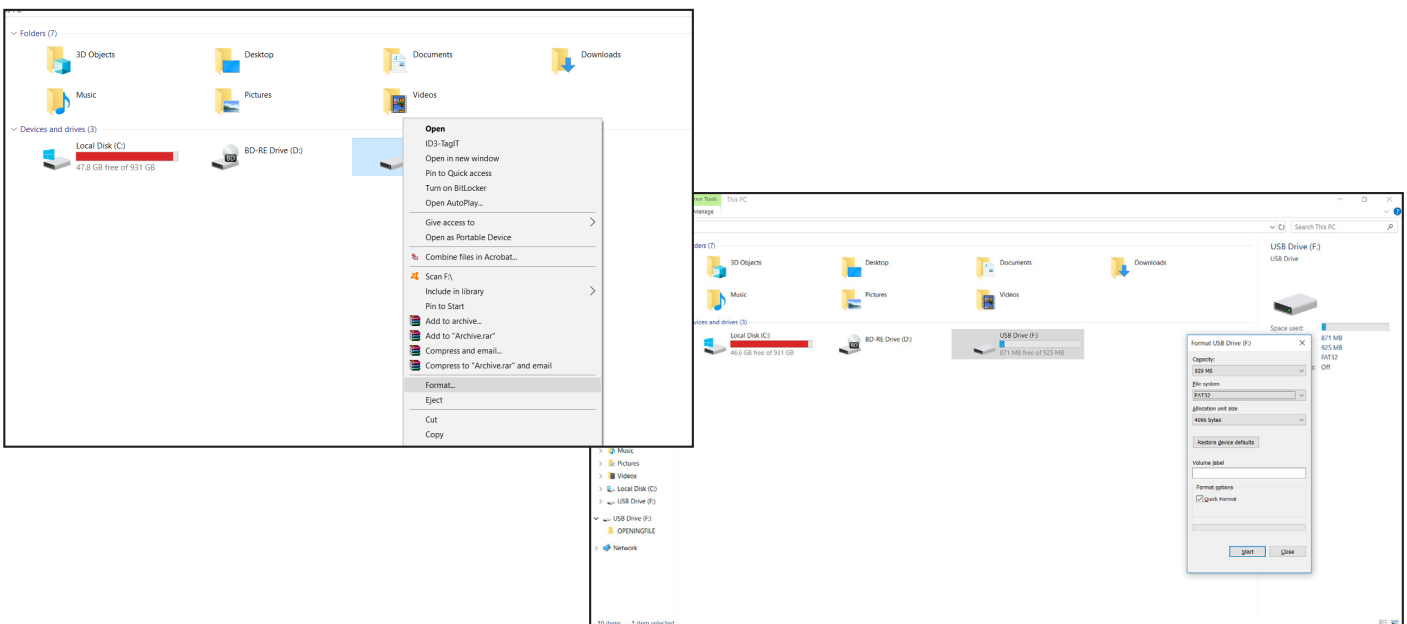 Folders (7)
3D Objects
Desktop
Documents
Downloads
Music
Pictures
Videos
Devices and drives (3)
Local Disk (C:)
47.8 GB free of 931 GB
BD-RE Drive (D:)
Open
ID3-TagIT
Open in new window
Pin to Quick access
Turn on BitLocker
Open AutoPlay...
Give access to
Open as Portable Device
Combine files in Acrobat...
Scan F:\
Include in library
Pin to Start
Add to archive...
Add to "Archive.rar"
Compress and email...
Compress to "Archive.rar" and email
Format...
Eject
Cut
Copy
rive Tools This PC
Manage
Search This PC
ders (7)
3D Objects
Desktop
Documents
Downloads
Music
Pictures
Videos
vices and drives (3)
Local Disk (C:)
46.6 GB free of 931 GB
BD-RE Drive (D:)
USB Drive (F:)
871 MB free of 925 MB
USB Drive (F:)
USB Drive
Space used:
871 MB
925 MB
FAT32
Off
Format USB Drive (F:)
Capacity:
929 MB
File system
FAT32
Allocation unit size
4096 bytes
Restore device defaults
Volume label
Format options
Quick Format
Start
Close
Music
Pictures
Videos
Local Disk (C:)
USB Drive (F:)
USB Drive (F:)
OPENINGFILE
Network
1 item selected